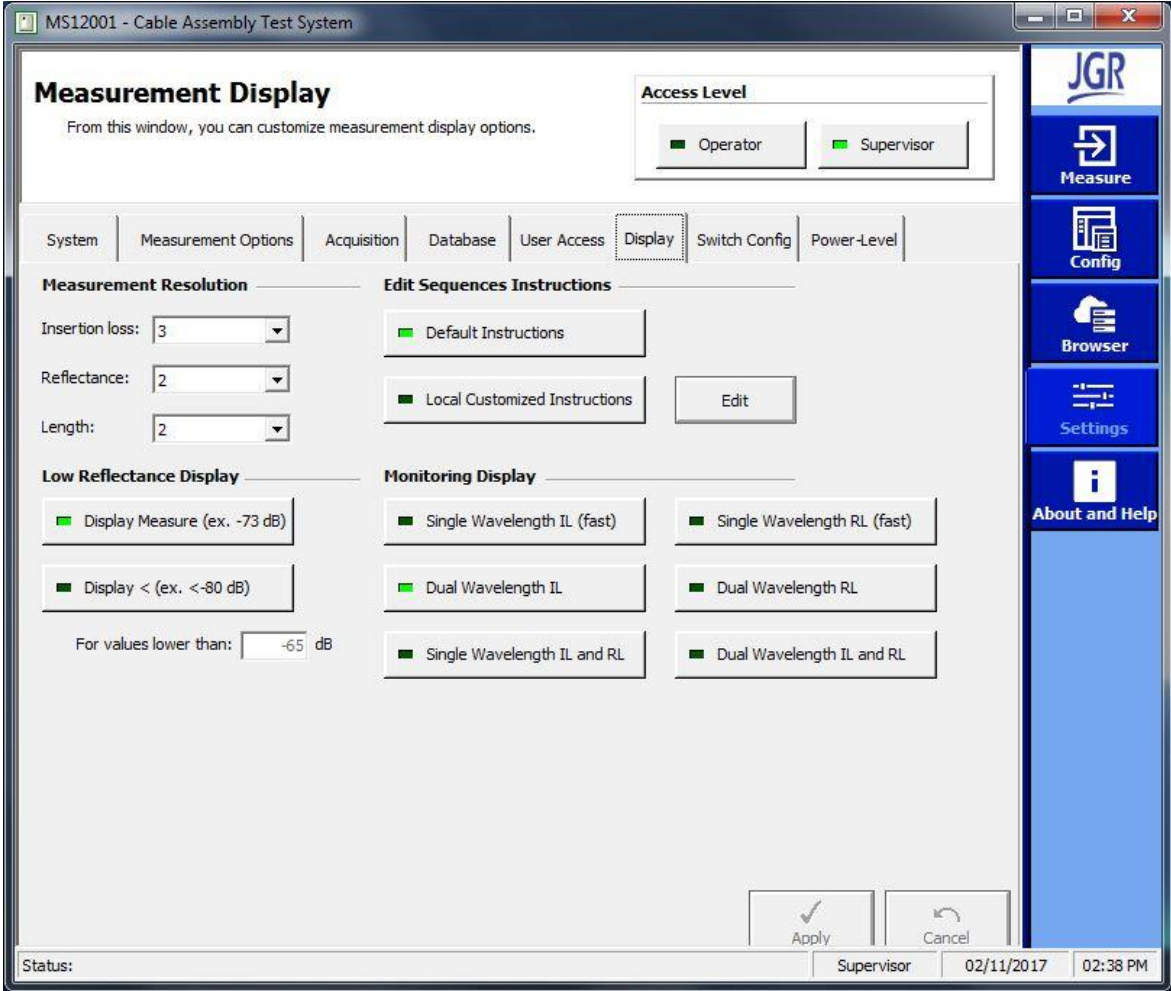 MS12001 - Cable Assembly Test System
Measurement Display
From this window, you can customize measurement display options.
Access Level
Operator
Supervisor
JGR
Measure
Config
Browser
Settings
About and Help
System
Measurement Options
Acquisition
Database
User Access
Display
Switch Config
Power-Level
Measurement Resolution
Insertion loss: 3
Reflectance: 2
Length: 2
Edit Sequences Instructions
Default Instructions
Local Customized Instructions
Edit
Low Reflectance Display
Display Measure (ex. -73 dB)
Display < (ex. <-80 dB)
For values lower than: -65 dB
Monitoring Display
Single Wavelength IL (fast)
Single Wavelength RL (fast)
Dual Wavelength IL
Dual Wavelength RL
Single Wavelength IL and RL
Dual Wavelength IL and RL
Apply
Cancel
Status:
Supervisor
02/11/2017
02:38 PM